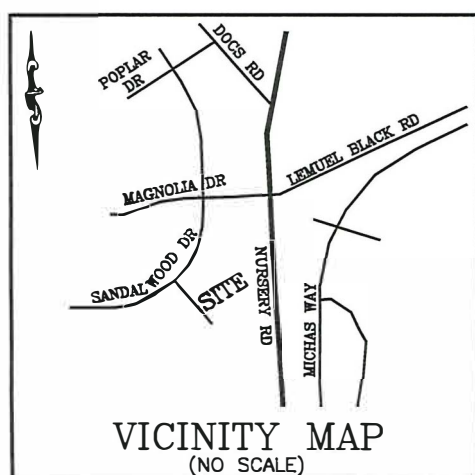 DOCS RD
POPLAR
DR
LEMUEL BLACK RD
MAGNOLIA DR
SANDALWOOD DR
SITE
NURSERY RD
MICHAS WAY
VICINITY MAP
(NO SCALE)